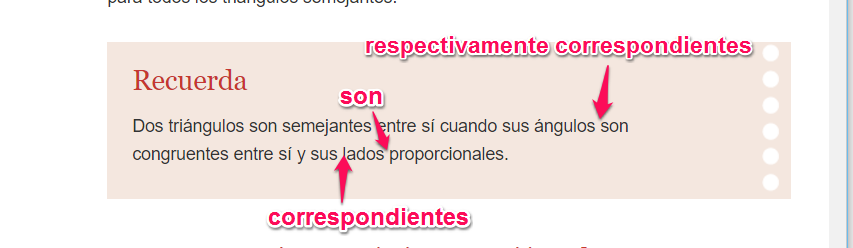 para todos los triángulos semejantes.
respectivamente correspondientes
Recuerda
son
Dos triángulos son semejantes entre sí cuando sus ángulos son
congruentes entre sí y sus lados proporcionales.
correspondientes